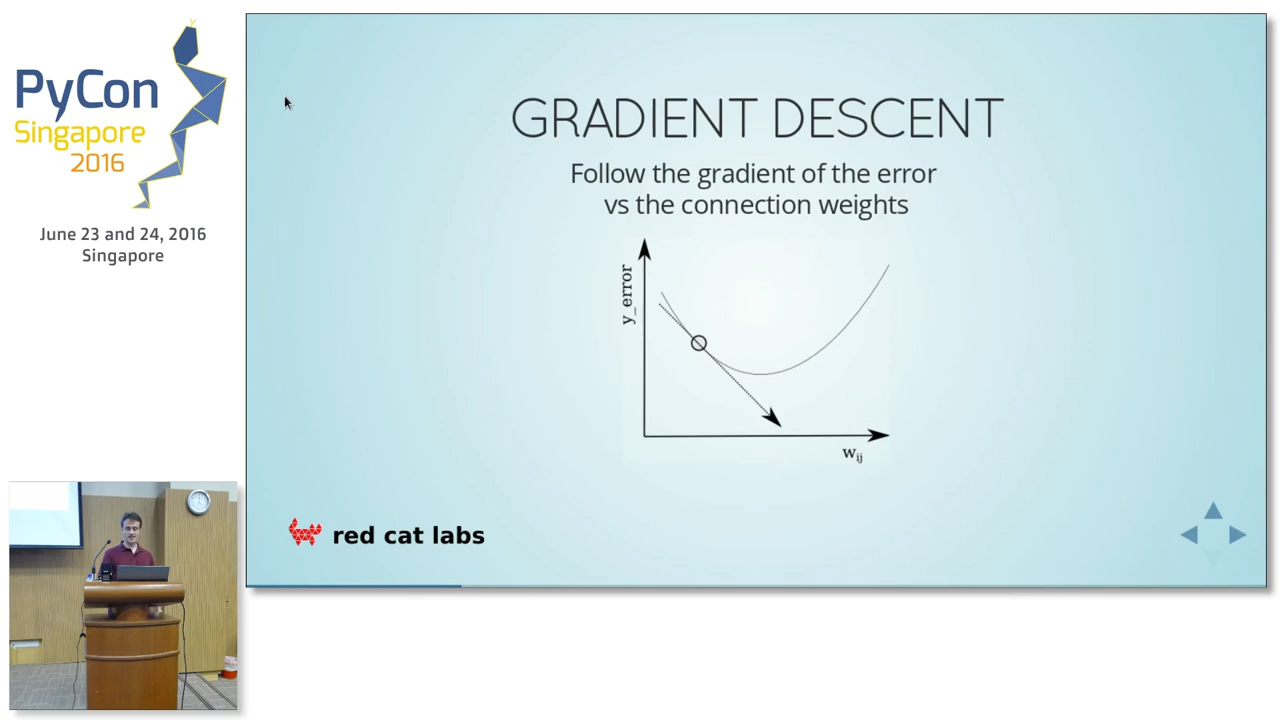 PyCon
Singapore
2016
June 23 and 24, 2016
Singapore
GRADIENT DESCENT
Follow the gradient of the error
vs the connection weights
y_error
w_ij
red cat labs